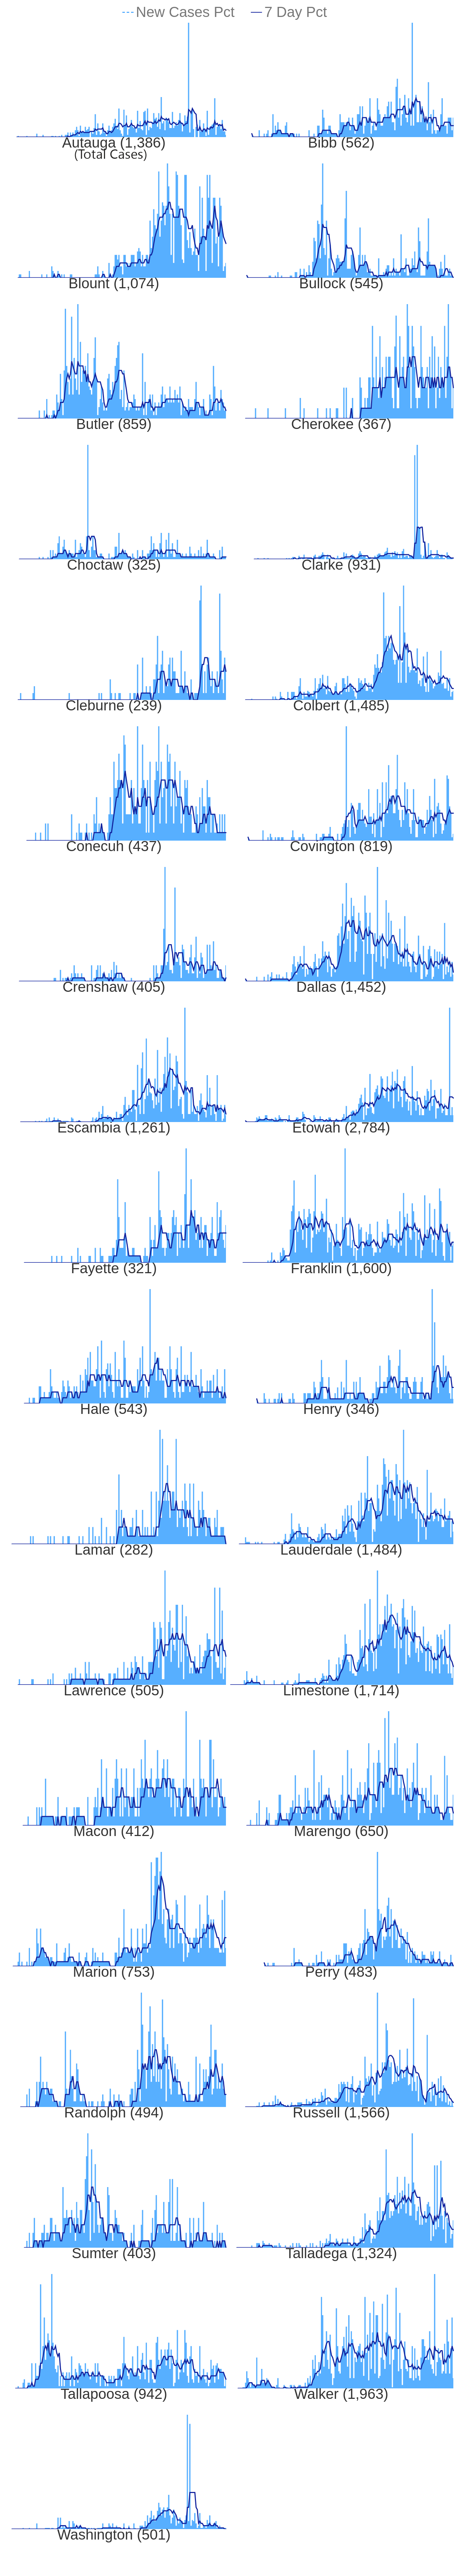 New Cases Pct 7 Day Pct
Autauga (1,386) Bibb (562)
(Total Cases)
Blount (1,074) Bullock (545)
Butler (859) Cherokee (367)
Choctaw (325) Clarke (931)
Cleburne (239) Colbert (1,485)
Conecuh (437) Covington (819)
Crenshaw (405) Dallas (1,452)
Escambia (1,261) Etowah (2,784)
Fayette (321) Franklin (1,600)
Hale (543) Henry (346)
Lamar (282) Lauderdale (1,484)
Lawrence (505) Limestone (1,714)
Macon (412) Marengo (650)
Marion (753) Perry (483)
Randolph (494) Russell (1,566)
Sumter (403) Talladega (1,324)
Tallapoosa (942) Walker (1,963)
Washington (501)